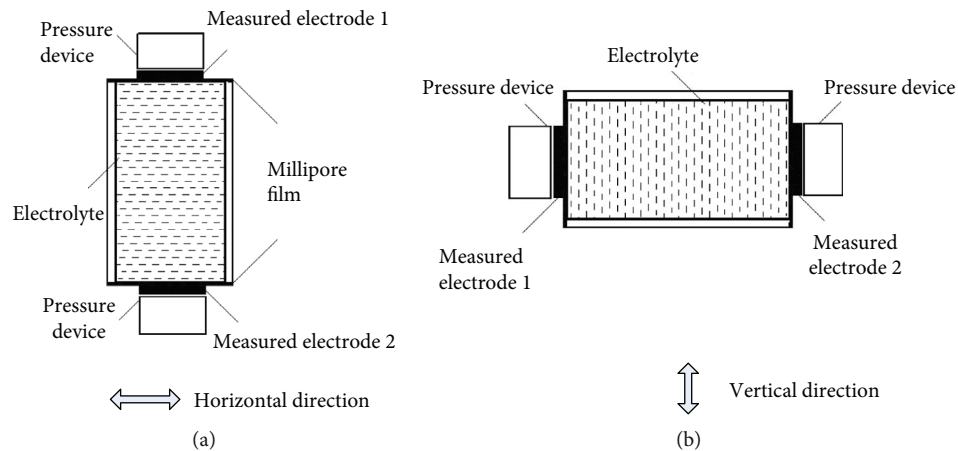 Pressure
device
Measured electrode 1
Electrolyte
Millipore
film
Pressure
device
Measured electrode 2
Horizontal direction
(a)
Electrolyte
Pressure device
Pressure device
Measured
electrode 1
Measured
electrode 2
Vertical direction
(b)